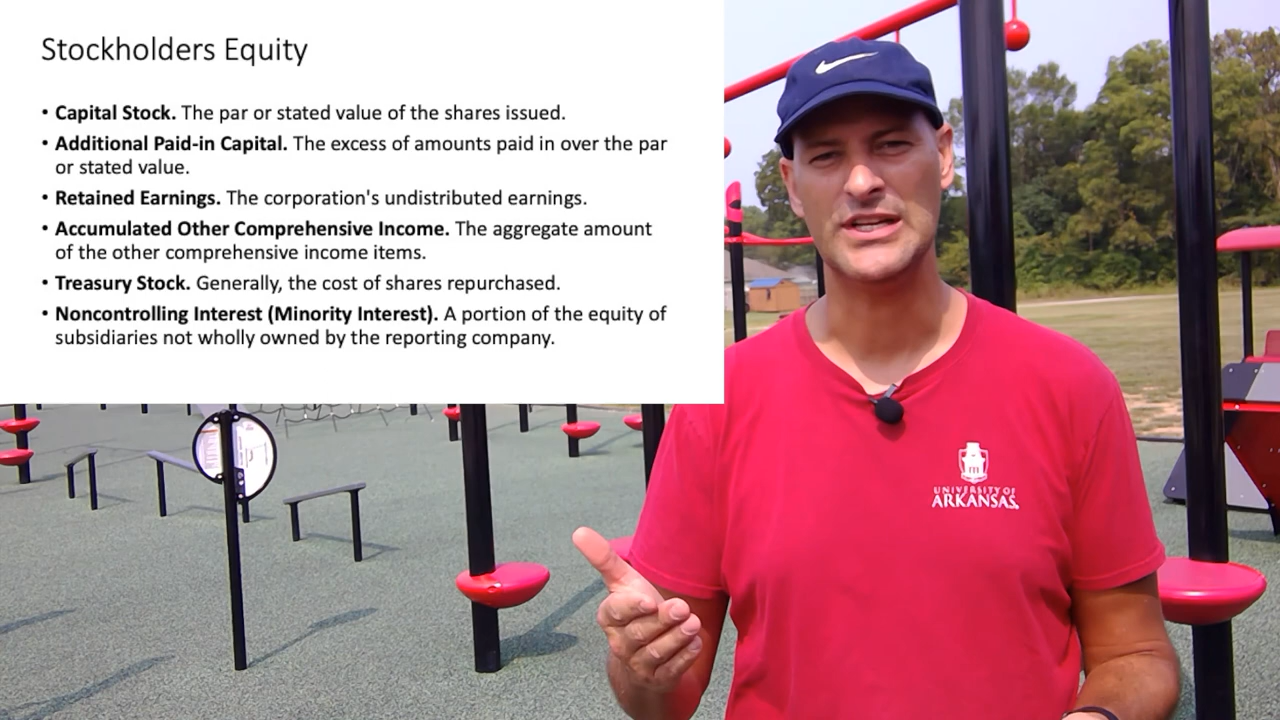 Stockholders Equity
• Capital Stock. The par or stated value of the shares issued.
• Additional Paid-in Capital. The excess of amounts paid in over the par
or stated value.
• Retained Earnings. The corporation's undistributed earnings.
• Accumulated Other Comprehensive Income. The aggregate amount
of the other comprehensive income items.
• Treasury Stock. Generally, the cost of shares repurchased.
• Noncontrolling Interest (Minority Interest). A portion of the equity of
subsidiaries not wholly owned by the reporting company.
UNIVERSITY OF
ARKANSAS